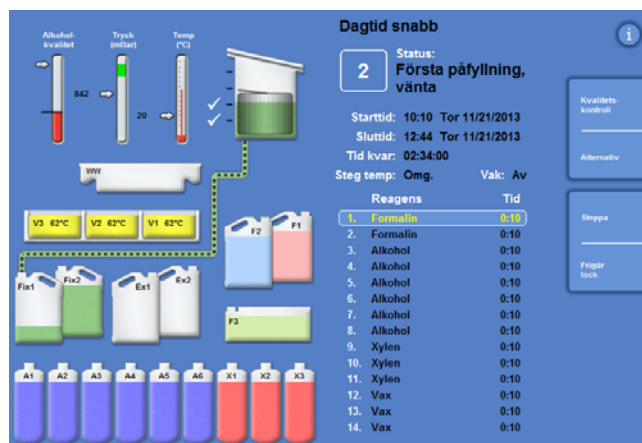 Dagtid snabb
i
Alkohol-
kvalitet
Tryck
(mBar)
Temp
(°C)
842
20
2
Status:
Första påfyllning,
vänta
Starttid: 10:10 Tor 11/21/2013
Sluttid: 12:44 Tor 11/21/2013
Tid kvar: 02:34:00
Steg temp: Omg. Vak: Av
Reagens Tid
1. Formalin 0:10
2. Formalin 0:10
3. Alkohol 0:10
4. Alkohol 0:10
5. Alkohol 0:10
6. Alkohol 0:10
7. Alkohol 0:10
8. Alkohol 0:10
9. Xylen 0:10
10. Xylen 0:10
11. Xylen 0:10
12. Vax 0:10
13. Vax 0:10
14. Vax 0:10
Kvalitets-
kontroll
Alternativ
Stoppa
Frigör
lock
WW
V3 62°C V2 62°C V1 62°C
F2 F1
Fix1 Fix2 Ex1 Ex2
F3
A1 A2 A3 A4 A5 A6 X1 X2 X3